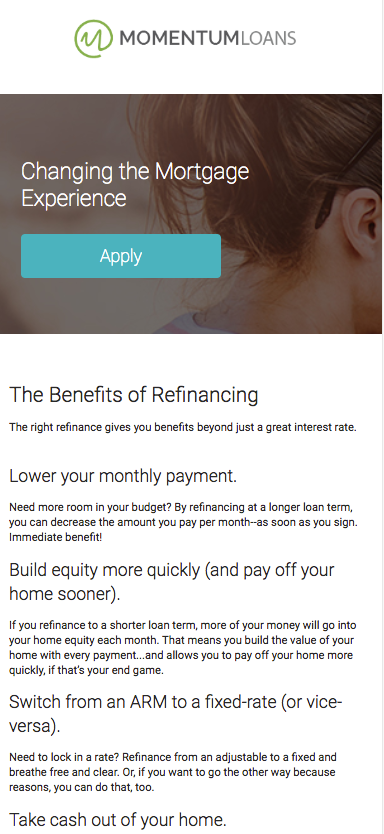 MOMENTUMLOANS
Changing the Mortgage
Experience
Apply
The Benefits of Refinancing
The right refinance gives you benefits beyond just a great interest rate.
Lower your monthly payment.
Need more room in your budget? By refinancing at a longer loan term,
you can decrease the amount you pay per month--as soon as you sign.
Immediate benefit!
Build equity more quickly (and pay off your
home sooner).
If you refinance to a shorter loan term, more of your money will go into
your home equity each month. That means you build the value of your
home with every payment...and allows you to pay off your home more
quickly, if that's your end game.
Switch from an ARM to a fixed-rate (or vice-
versa).
Need to lock in a rate? Refinance from an adjustable to a fixed and
breathe free and clear. Or, if you want to go the other way because
reasons, you can do that, too.
Take cash out of your home.